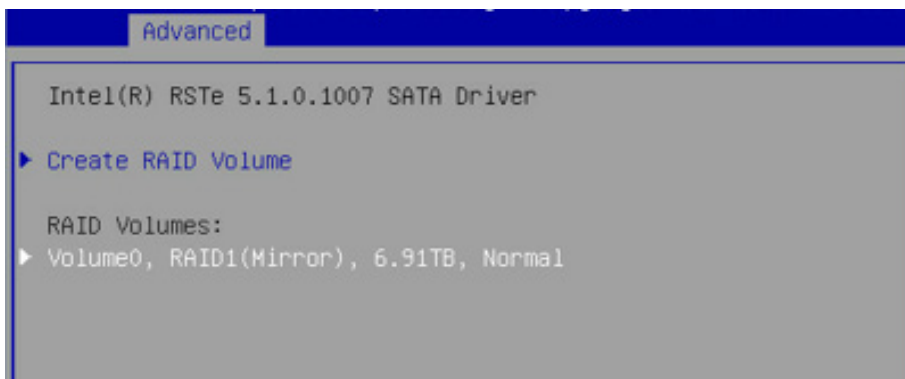 Advanced
Intel(R) RSTe 5.1.0.1007 SATA Driver
Create RAID Volume
RAID Volumes:
Volume0, RAID1(Mirror), 6.91TB, Normal